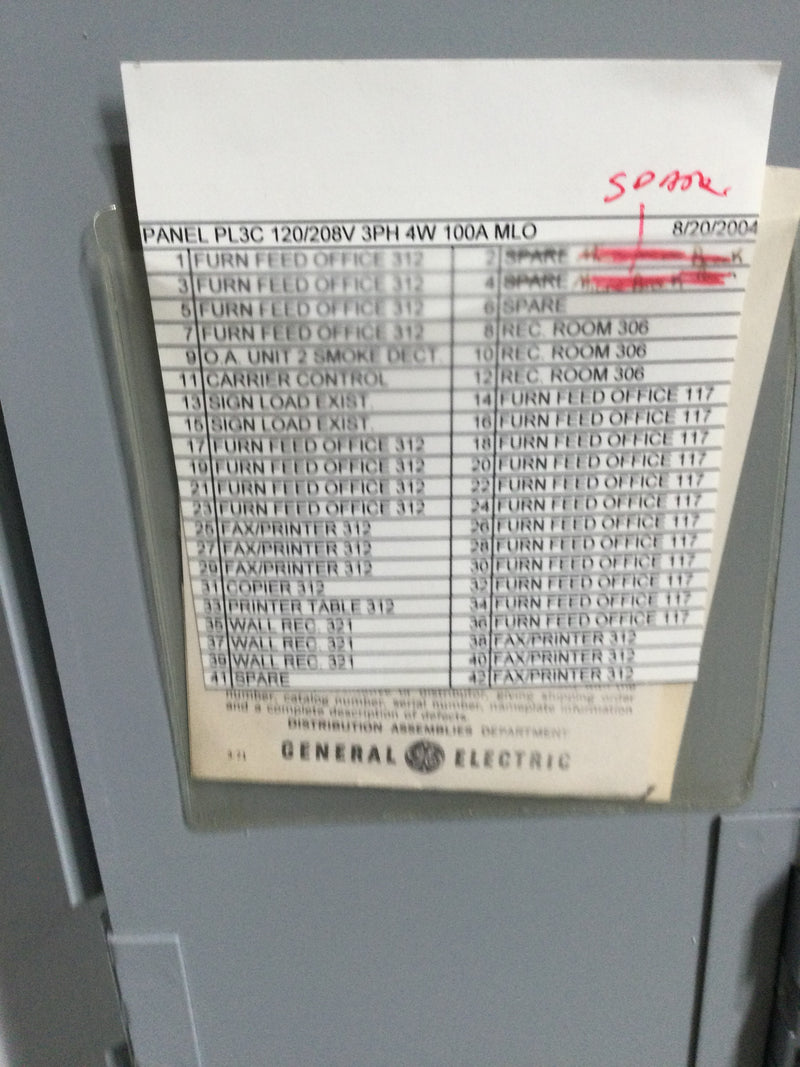 SPARE
PANEL PL3C 120/208V 3PH 4W 100A MLO 8/20/2004
1 FURN FEED OFFICE 312 2 SPARE
3 FURN FEED OFFICE 312 4 SPARE
5 FURN FEED OFFICE 312 6 SPARE
7 FURN FEED OFFICE 312 8 REC. ROOM 306
9 O.A. UNIT 2 SMOKE DECT. 10 REC. ROOM 306
11 CARRIER CONTROL 12 REC. ROOM 306
13 SIGN LOAD EXIST. 14 FURN FEED OFFICE 117
15 SIGN LOAD EXIST. 16 FURN FEED OFFICE 117
17 FURN FEED OFFICE 312 18 FURN FEED OFFICE 117
19 FURN FEED OFFICE 312 20 FURN FEED OFFICE 117
21 FURN FEED OFFICE 312 22 FURN FEED OFFICE 117
23 FURN FEED OFFICE 312 24 FURN FEED OFFICE 117
25 FAX/PRINTER 312 26 FURN FEED OFFICE 117
27 FAX/PRINTER 312 28 FURN FEED OFFICE 117
29 FAX/PRINTER 312 30 FURN FEED OFFICE 117
31 COPIER 312 32 FURN FEED OFFICE 117
33 PRINTER TABLE 312 34 FURN FEED OFFICE 117
35 WALL REC. 321 36 FURN FEED OFFICE 117
37 WALL REC. 321 38 FAX/PRINTER 312
39 WALL REC. 321 40 FAX/PRINTER 312
41 SPARE 42 FAX/PRINTER 312
number, catalog number, serial number, nameplate information
and a complete description of defects.
DISTRIBUTION ASSEMBLIES DEPARTMENT
GENERAL GE ELECTRIC